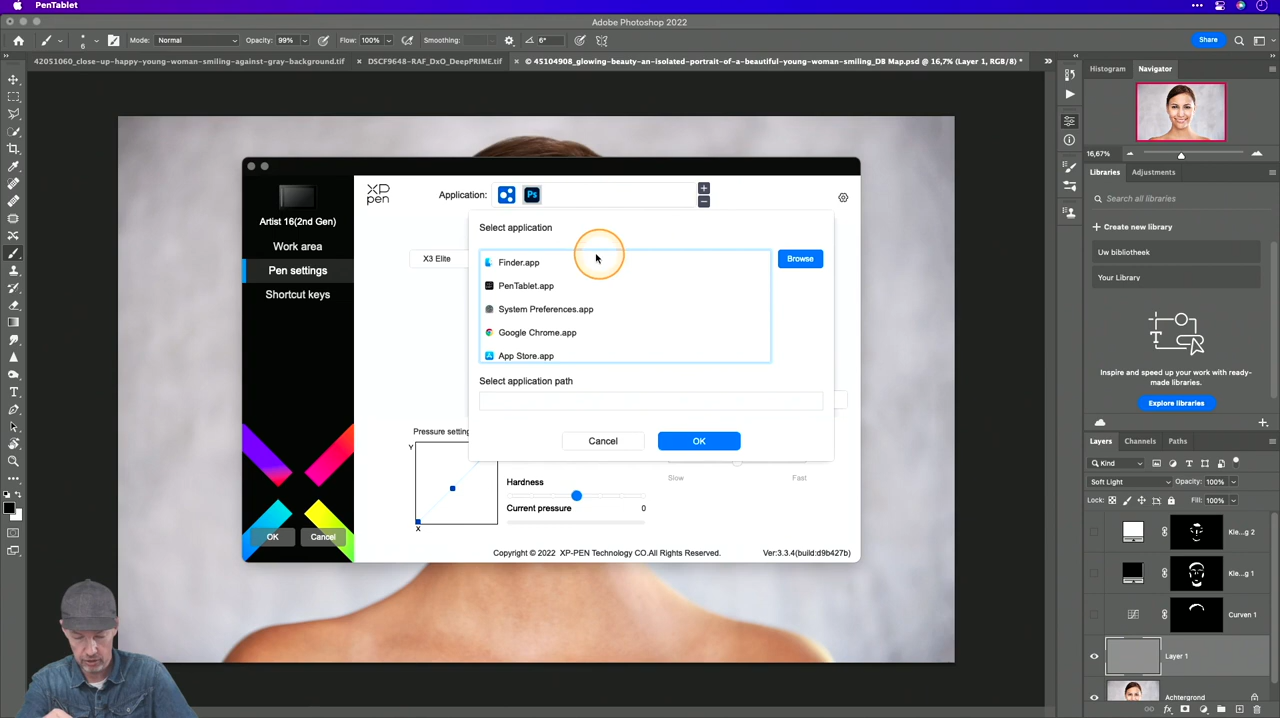 PenTablet
Adobe Photoshop 2022
6
Mode: Normal
Opacity: 99%
Flow: 100%
Smoothing:
6°
Share
42051060_close-up-happy-young-woman-smiling-against-gray-background.tif
DSCF9648-RAF_DxO_DeepPRIME.tif
© 45104908_glowing-beauty-an-isolated-portrait-of-a-beautiful-young-woman-smiling_DB Map.psd @ 16,7% (Layer 1, RGB/8) *
Histogram
Navigator
16,67%
Libraries
Adjustments
Search all libraries
Create new library
Uw bibliotheek
Your Library
Inspire and speed up your work with ready-
made libraries.
Explore libraries
Layers
Channels
Paths
Kind
Soft Light
Opacity: 100%
Lock:
Fill: 100%
Kle...g 2
Kle...g 1
Curven 1
Layer 1
Achtergrond
XP
pen
Application:
Ps
Artist 16(2nd Gen)
Work area
Pen settings
Shortcut keys
OK
Cancel
X3 Elite
Select application
Finder.app
PenTablet.app
System Preferences.app
Google Chrome.app
App Store.app
Browse
Select application path
Cancel
OK
Pressure setting
Y
X
Hardness
Current pressure
0
Slow
Fast
Copyright © 2022 XP-PEN Technology CO.All Rights Reserved.
Ver:3.3.4(build:d9b427b)